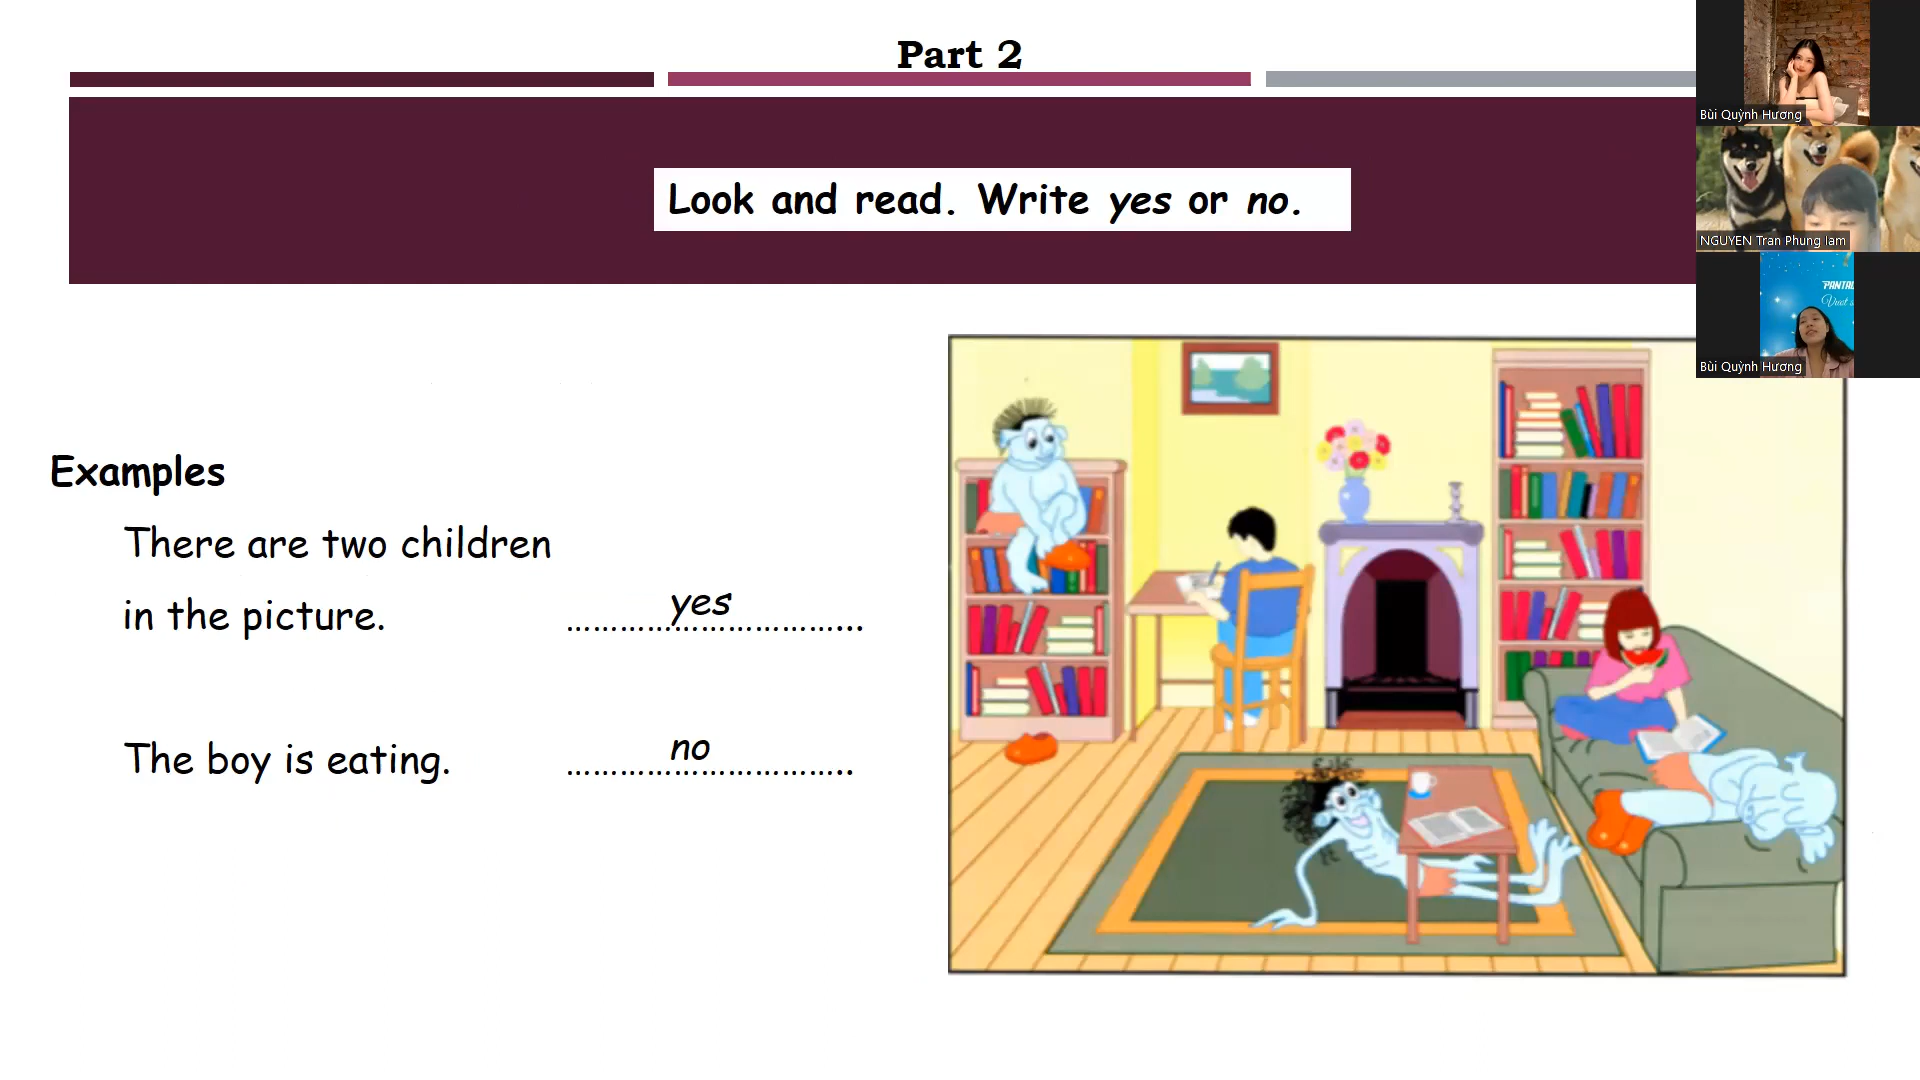 Part 2
Look and read. Write yes or no.
Examples
There are two children
in the picture.
yes
The boy is eating.
no
Bùi Quỳnh Hương
NGUYEN Tran Phung lam
Bùi Quỳnh Hương